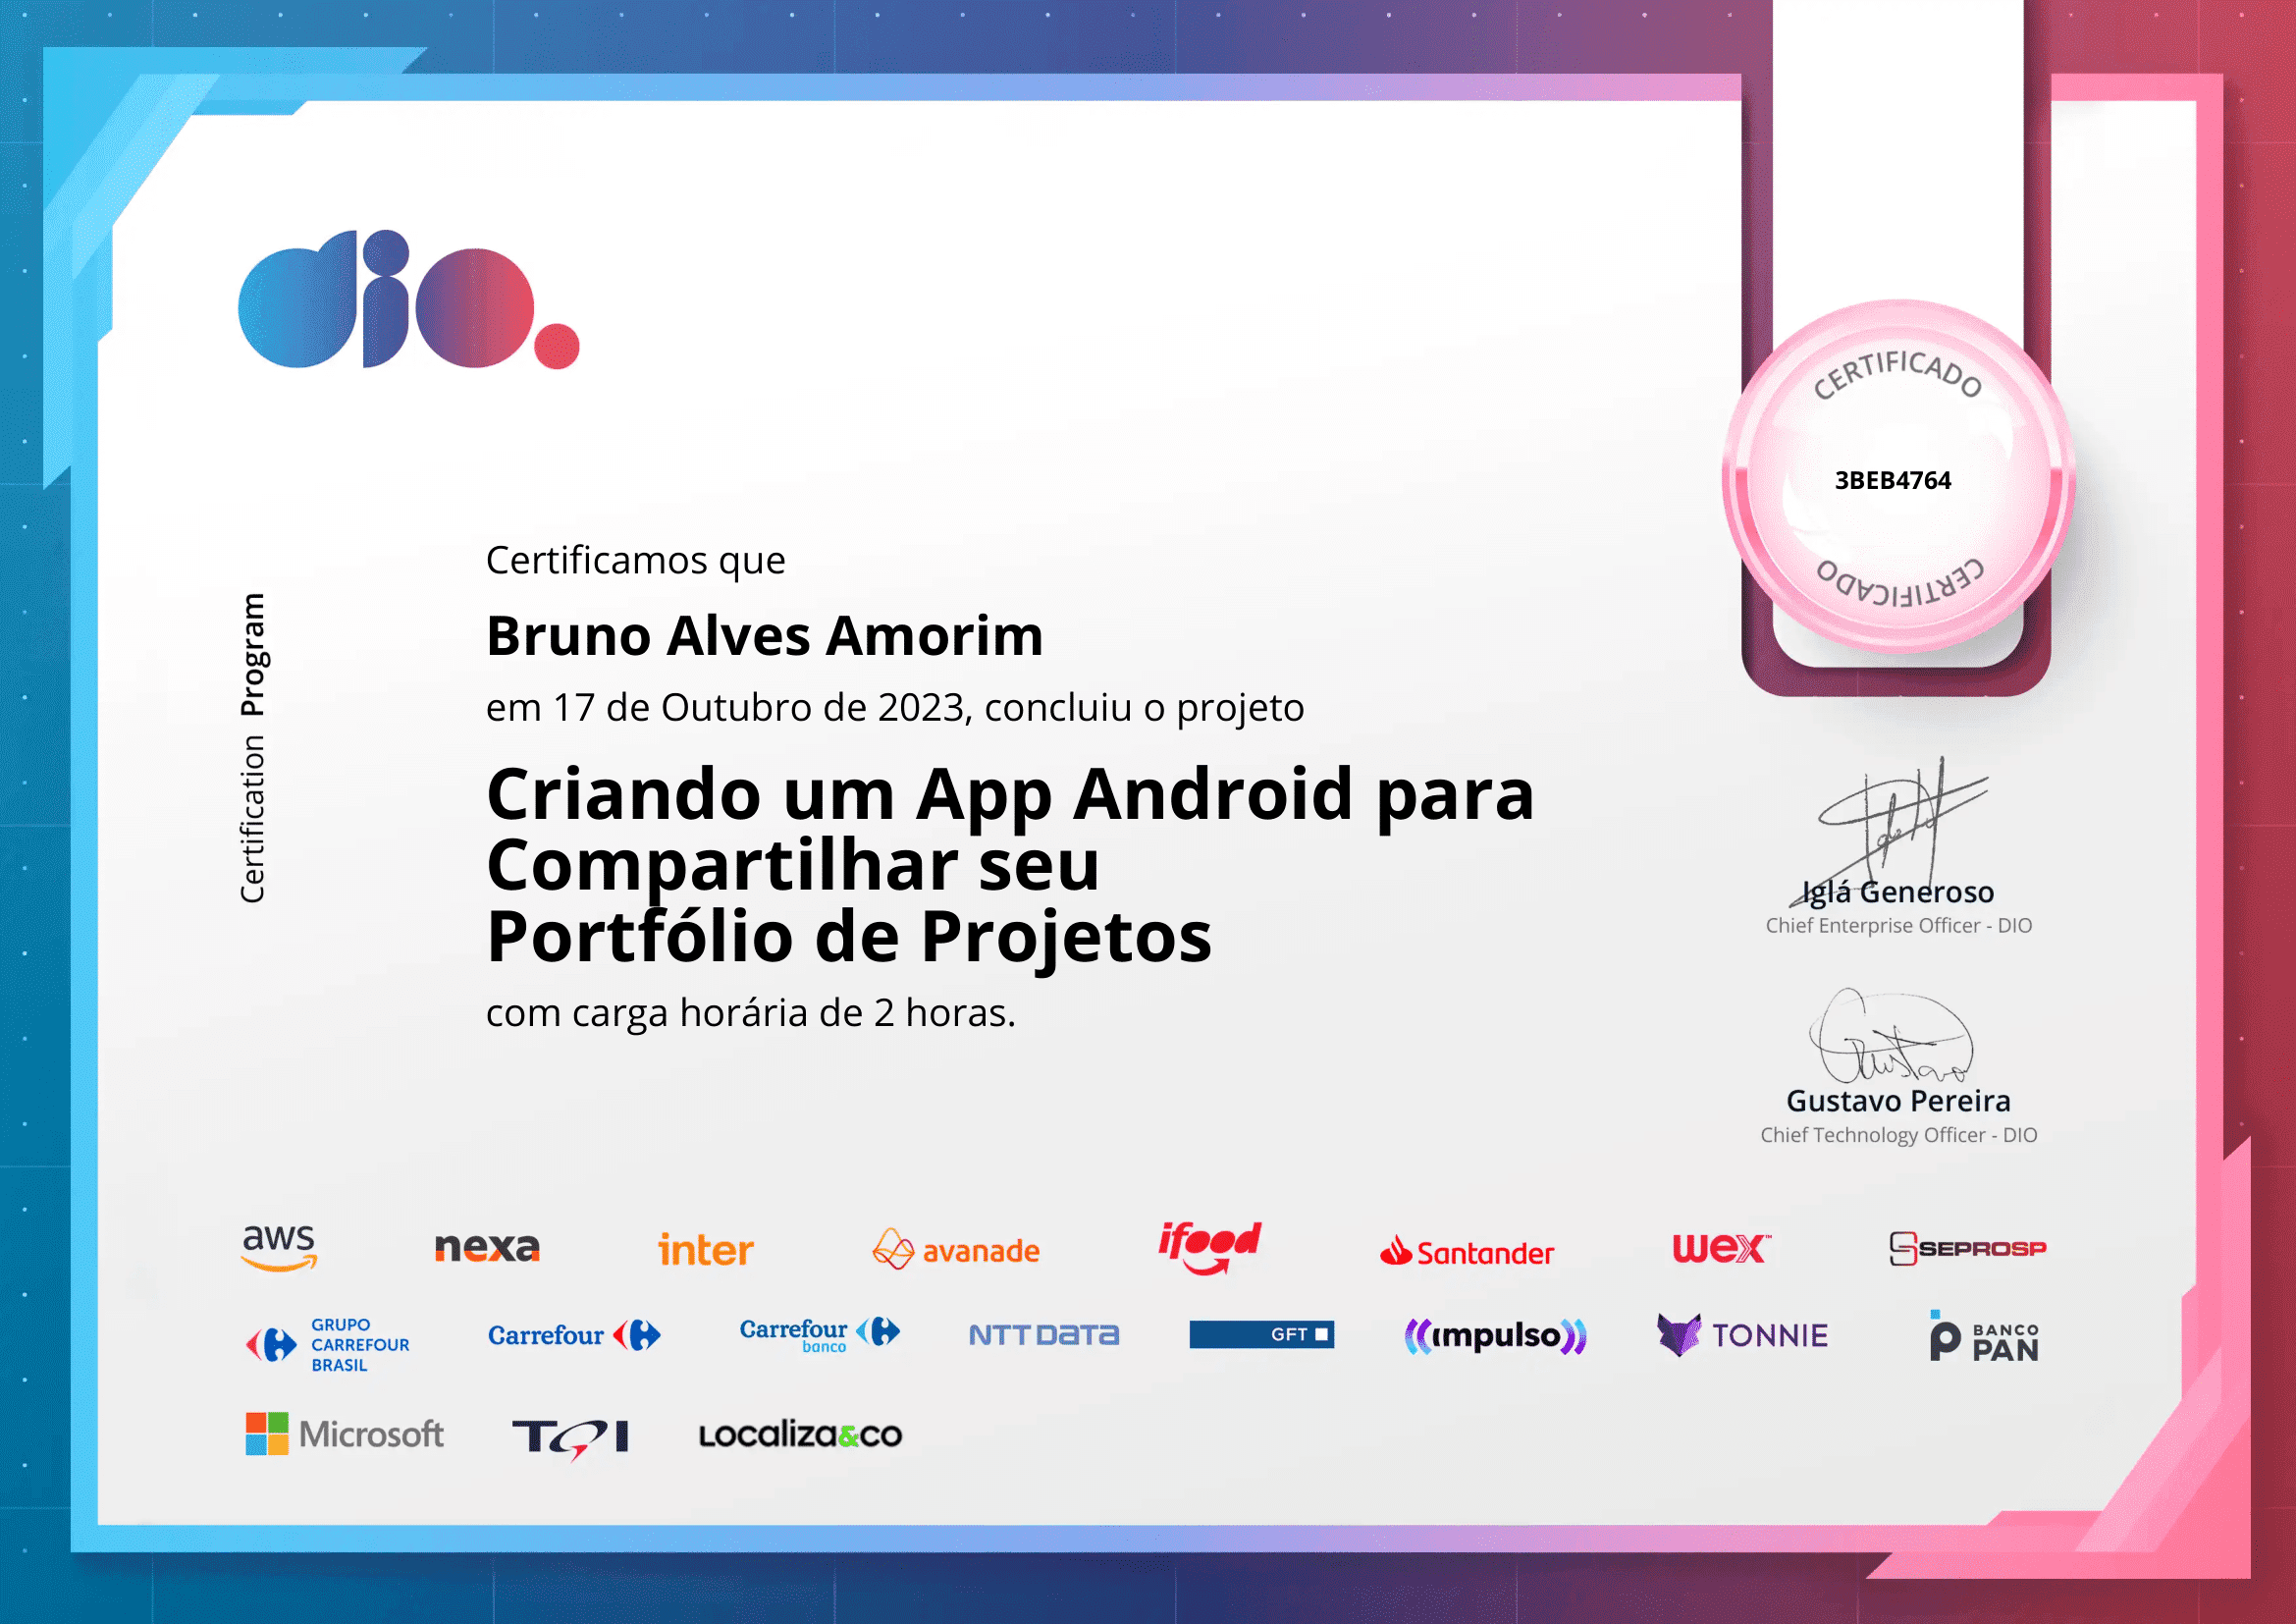 dio.
CERTIFICADO
3BEB4764
CERTIFICADO
Certification Program
Certificamos que
Bruno Alves Amorim
em 17 de Outubro de 2023, concluiu o projeto
Criando um App Android para
Compartilhar seu
Portfólio de Projetos
com carga horária de 2 horas.
Iglá Generoso
Chief Enterprise Officer - DIO
Gustavo
Gustavo Pereira
Chief Technology Officer - DIO
aws nexa inter avanade ifood Santander wex™ SEPROSP
GRUPO
CARREFOUR
BRASIL
Carrefour
Carrefour
banco
NTT DATA
GFT
impulso
TONNIE
BANCO
PAN
Microsoft TQI Localiza&co